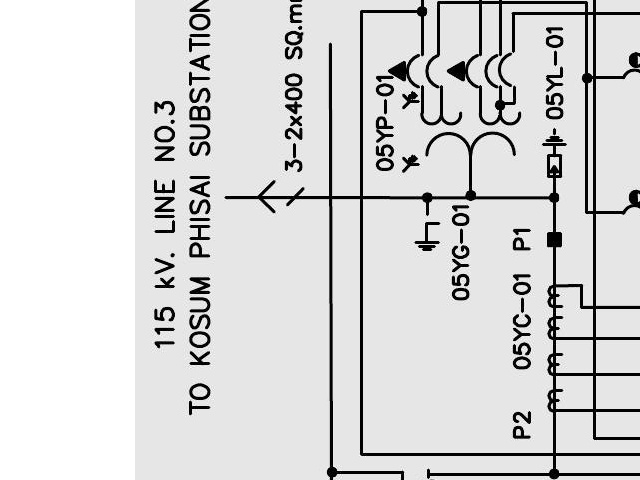 115 kV. LINE NO.3
TO KOSUM PHISAI SUBSTATION
3-2x400 SQ.m
05YP-01
05YG-01
05YL-01
P1
05YC-01
P2